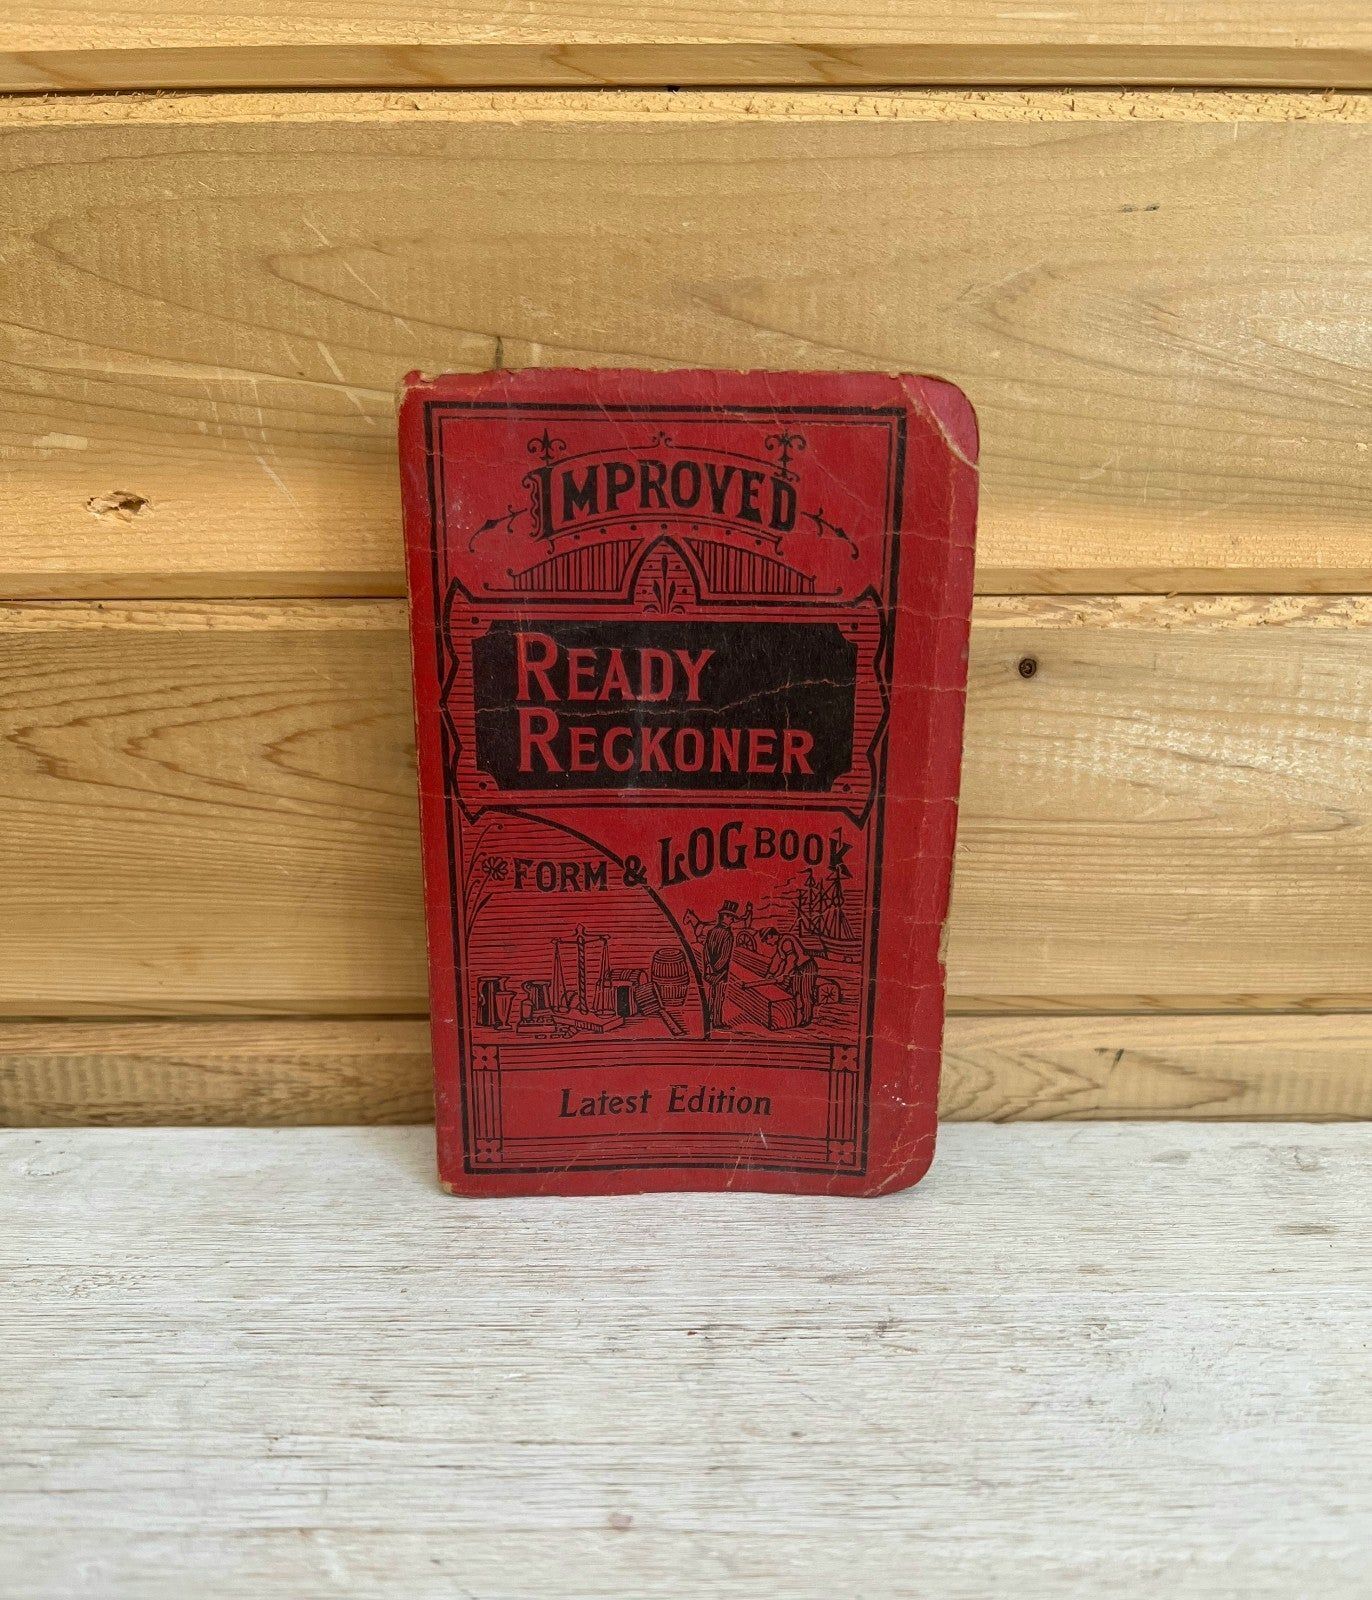 IMPROVED
READY
RECKONER
FORM & LOG BOOK
Latest Edition